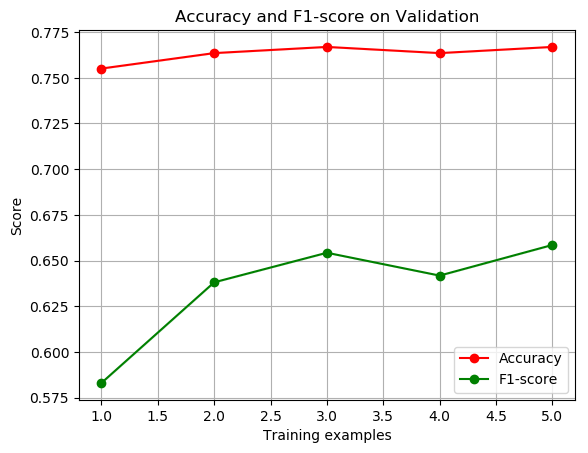 Accuracy and F1-score on Validation
0.775
0.750
0.725
0.700
0.675
0.650
0.625
0.600
0.575
Score
1.0 1.5 2.0 2.5 3.0 3.5 4.0 4.5 5.0
Training examples
Accuracy
F1-score